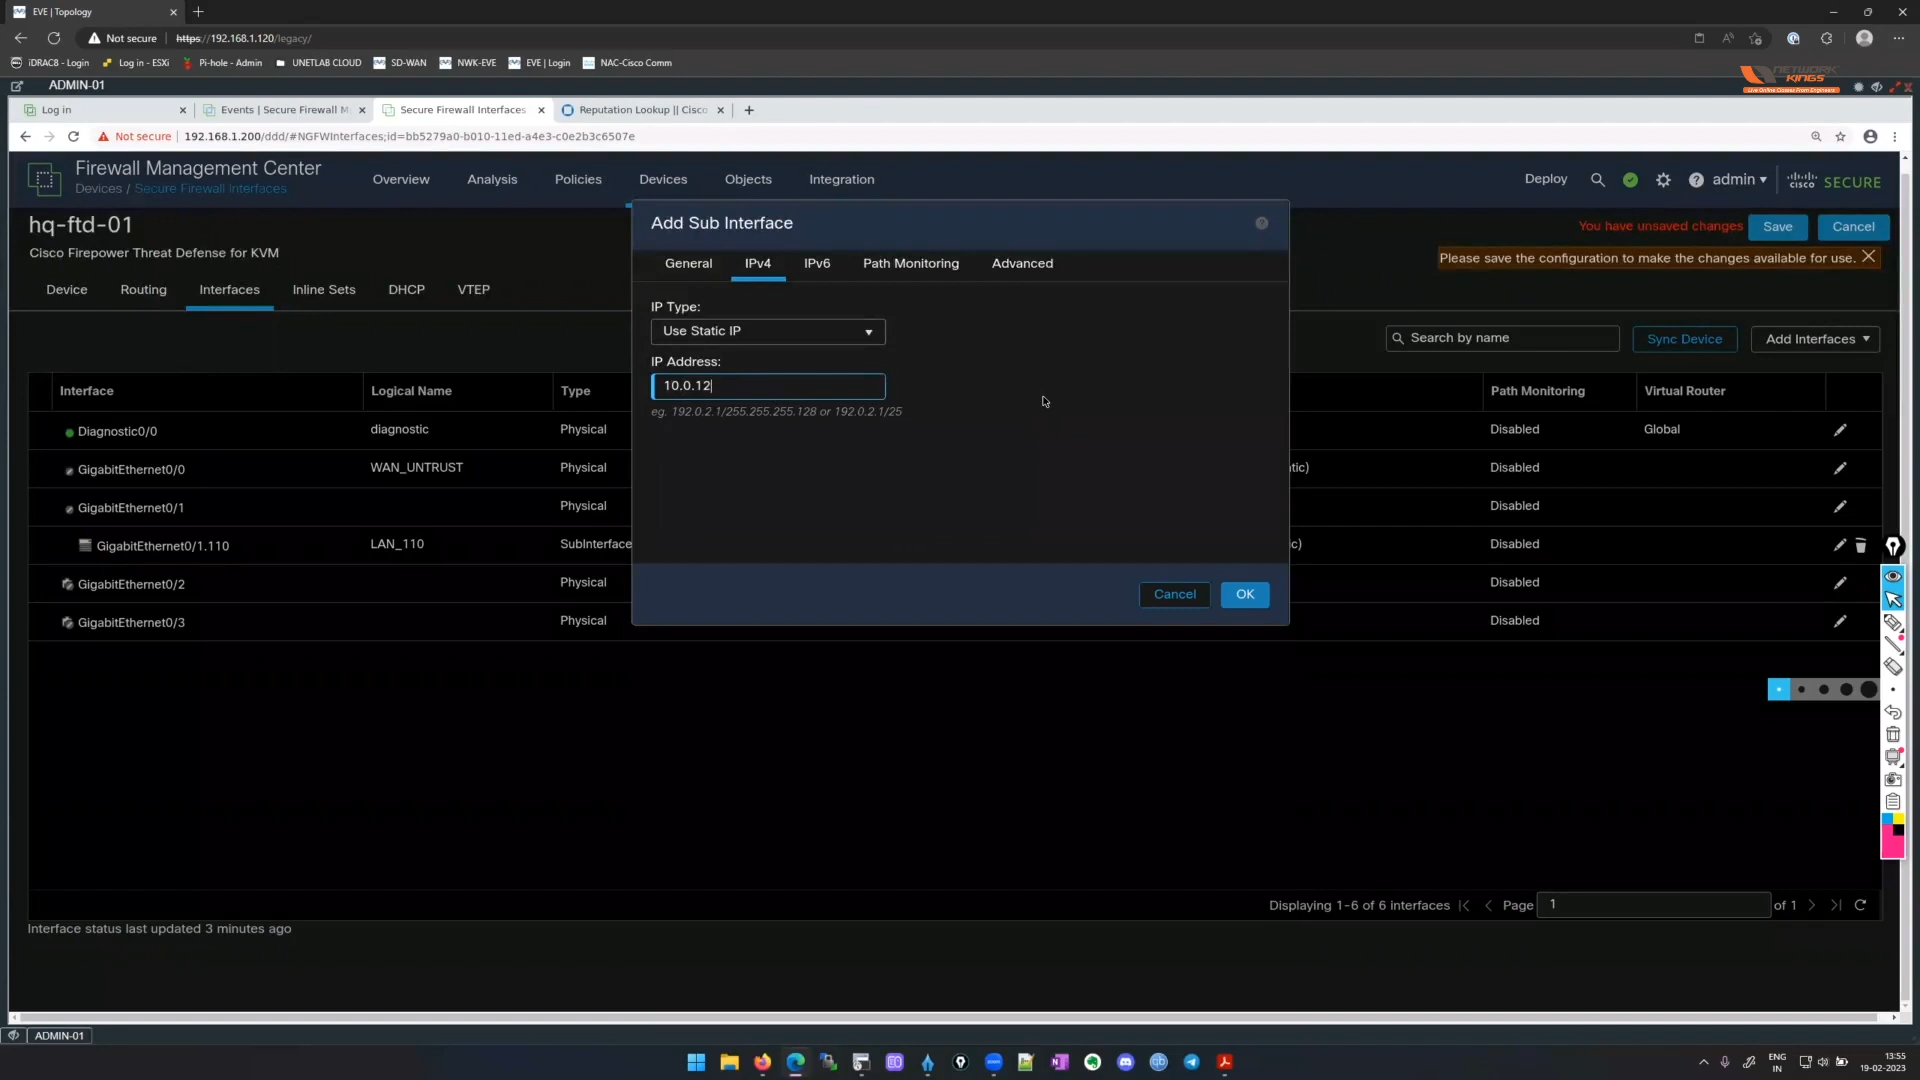 EVE | Topology
Not secure https://192.168.1.120/legacy/
iDRAC8 - Login Log in - ESXi Pi-hole - Admin UNETLAB CLOUD SD-WAN NWK-EVE EVE | Login NAC-Cisco Comm
ADMIN-01
NETWORK KINGS
Live Online Classes From Engineers
Log in Events | Secure Firewall M Secure Firewall Interfaces Reputation Lookup || Cisco
Not secure 192.168.1.200/ddd/#NGFWInterfaces;id=bb5279a0-b010-11ed-a4e3-c0e2b3c6507e
Firewall Management Center
Devices / Secure Firewall Interfaces
Overview Analysis Policies Devices Objects Integration
Deploy admin cisco SECURE
hq-ftd-01
Cisco Firepower Threat Defense for KVM
You have unsaved changes Save Cancel
Please save the configuration to make the changes available for use.
Device Routing Interfaces Inline Sets DHCP VTEP
Search by name Sync Device Add Interfaces
Add Sub Interface
General IPv4 IPv6 Path Monitoring Advanced
IP Type:
Use Static IP
IP Address:
10.0.12
eg. 192.0.2.1/255.255.255.128 or 192.0.2.1/25
Cancel OK
Interface Logical Name Type Path Monitoring Virtual Router
Diagnostic0/0 diagnostic Physical Disabled Global
GigabitEthernet0/0 WAN_UNTRUST Physical tic) Disabled
GigabitEthernet0/1 Physical Disabled
GigabitEthernet0/1.110 LAN_110 SubInterface c) Disabled
GigabitEthernet0/2 Physical Disabled
GigabitEthernet0/3 Physical Disabled
Displaying 1-6 of 6 interfaces Page 1 of 1
Interface status last updated 3 minutes ago
ADMIN-01
ENG
IN
13:55
19-02-2023